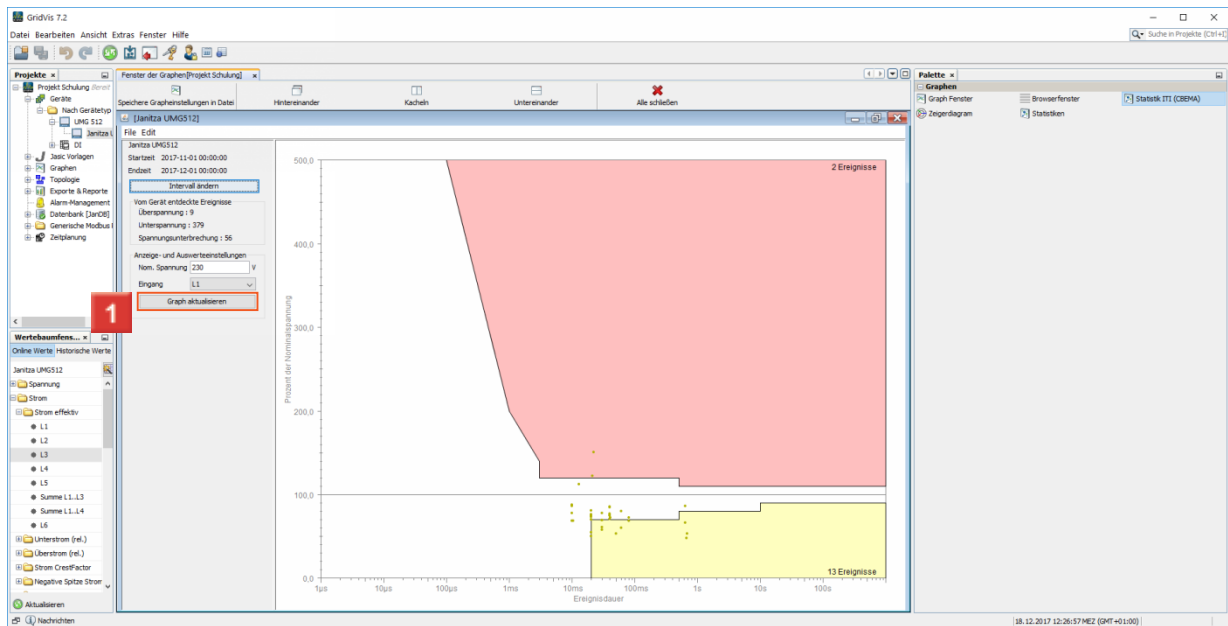 GridVis 7.2
Datei Bearbeiten Ansicht Extras Fenster Hilfe
Suche in Projekte (Ctrl+I)
Projekte
Projekt Schulung Bereit
Geräte
Nach Gerätetyp
UMG 512
Janitza L
DI
Jasic Vorlagen
Graphen
Topologie
Exporte & Reporte
Alarm-Management
Datenbank [JanDB]
Generische Modbus
Zeitplanung
Wertebaumfens...
Online Werte Historische Werte
Janitza UMG512
Spannung
Strom
Strom effektiv
L1
L2
L3
L4
L5
Summe L1..L3
Summe L1..L4
L6
Unterstrom (rel.)
Überstrom (rel.)
Strom CrestFactor
Negative Spitze Strom
Aktualisieren
Nachrichten
Fenster der Graphen[Projekt Schulung]
Speichere Grapheinstellungen in Datei
Hintereinander
Kacheln
Untereinander
Alle schließen
[Janitza UMG512]
File Edit
Janitza UMG512
Startzeit 2017-11-01 00:00:00
Endzeit 2017-12-01 00:00:00
Intervall ändern
Vom Gerät entdeckte Ereignisse
Überspannung : 9
Unterspannung : 379
Spannungsunterbrechung : 56
Anzeige- und Auswerteeinstellungen
Nom. Spannung 230 V
Eingang L1
Graph aktualisieren
1
Prozent der Nominalspannung
500,0
400,0
300,0
200,0
100,0
0,0
2 Ereignisse
13 Ereignisse
1µs 10µs 100µs 1ms 10ms 100ms 1s 10s 100s
Ereignisdauer
Palette
Graphen
Graph Fenster
Browserfenster
Statistik ITI (CBEMA)
Zeigerdiagram
Statistiken
18.12.2017 12:26:57 MEZ (GMT+01:00)